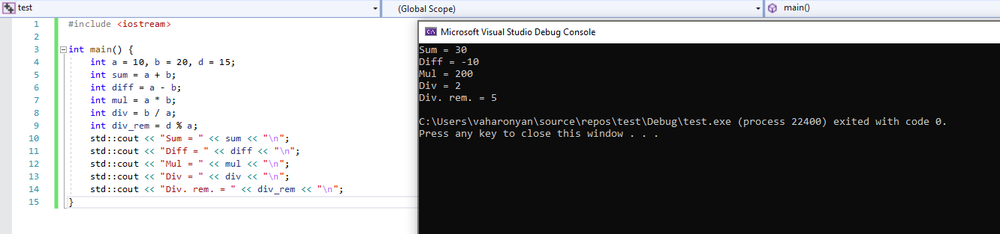 test (Global Scope) main()
1 #include <iostream>
2
3 int main() {
4 int a = 10, b = 20, d = 15;
5 int sum = a + b;
6 int diff = a - b;
7 int mul = a * b;
8 int div = b / a;
9 int div_rem = d % a;
10 std::cout << "Sum = " << sum << "\n";
11 std::cout << "Diff = " << diff << "\n";
12 std::cout << "Mul = " << mul << "\n";
13 std::cout << "Div = " << div << "\n";
14 std::cout << "Div. rem. = " << div_rem << "\n";
15 }
C:\ Microsoft Visual Studio Debug Console
Sum = 30
Diff = -10
Mul = 200
Div = 2
Div. rem. = 5
C:\Users\vaharonyan\source\repos\test\Debug\test.exe (process 22400) exited with code 0.
Press any key to close this window . . .